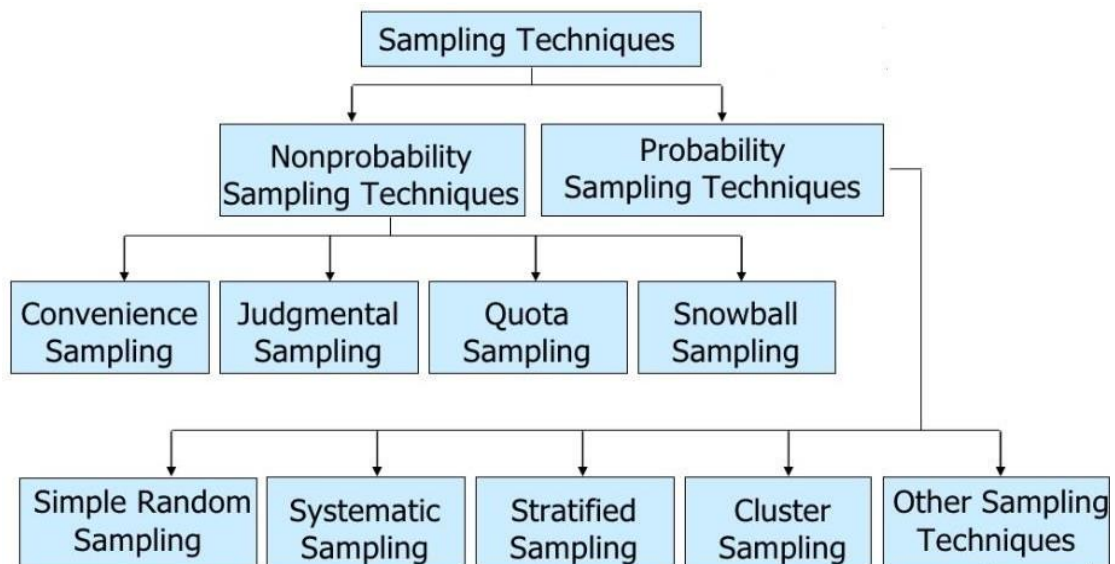 Sampling Techniques
Nonprobability
Sampling Techniques
Probability
Sampling Techniques
Convenience
Sampling
Judgmental
Sampling
Quota
Sampling
Snowball
Sampling
Simple Random
Sampling
Systematic
Sampling
Stratified
Sampling
Cluster
Sampling
Other Sampling
Techniques